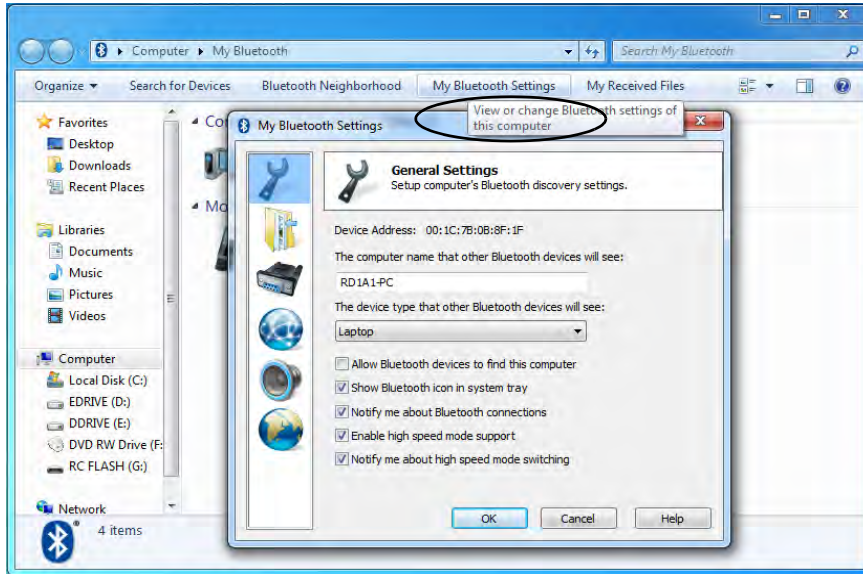 Computer ▸ My Bluetooth
Search My Bluetooth
Organize
Search for Devices
Bluetooth Neighborhood
My Bluetooth Settings
My Received Files
View or change Bluetooth settings of
this computer
Favorites
Desktop
Downloads
Recent Places
Libraries
Documents
Music
Pictures
Videos
Computer
Local Disk (C:)
EDRIVE (D:)
DDRIVE (E:)
DVD RW Drive (F:
RC FLASH (G:)
Network
4 items
My Bluetooth Settings
General Settings
Setup computer's Bluetooth discovery settings.
Device Address: 00:1C:7B:0B:8F:1F
The computer name that other Bluetooth devices will see:
RD1A1-PC
The device type that other Bluetooth devices will see:
Laptop
Allow Bluetooth devices to find this computer
Show Bluetooth icon in system tray
Notify me about Bluetooth connections
Enable high speed mode support
Notify me about high speed mode switching
OK
Cancel
Help